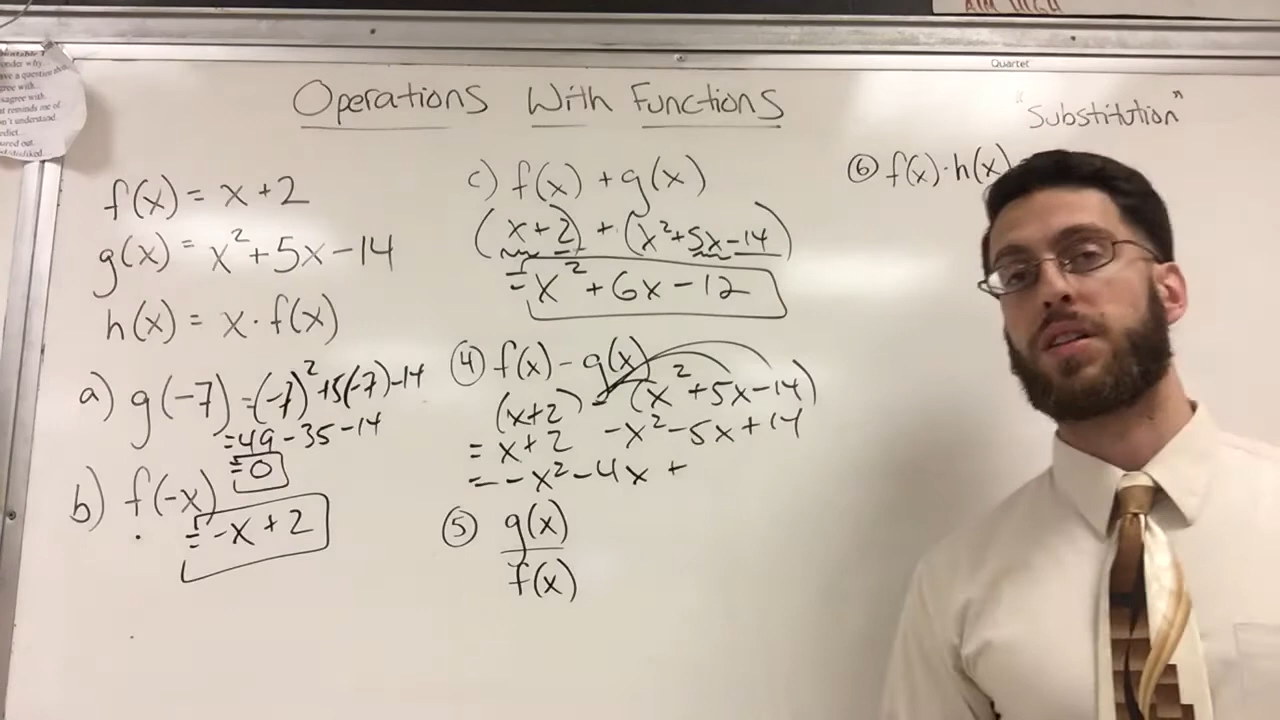 Operations With Functions
"Substitution"
Quartet
f(x) = x + 2
g(x) = x² + 5x - 14
h(x) = x · f(x)
a) g(-7) = (-7)² + 5(-7) - 14
= 49 - 35 - 14
= 0
b) f(-x)
= -x + 2
c) f(x) + g(x)
(x + 2) + (x² + 5x - 14)
= x² + 6x - 12
④ f(x) - g(x)
(x + 2) - (x² + 5x - 14)
= x + 2 - x² - 5x + 14
= -x² - 4x +
⑤ g(x)
f(x)
⑥ f(x) · h(x)